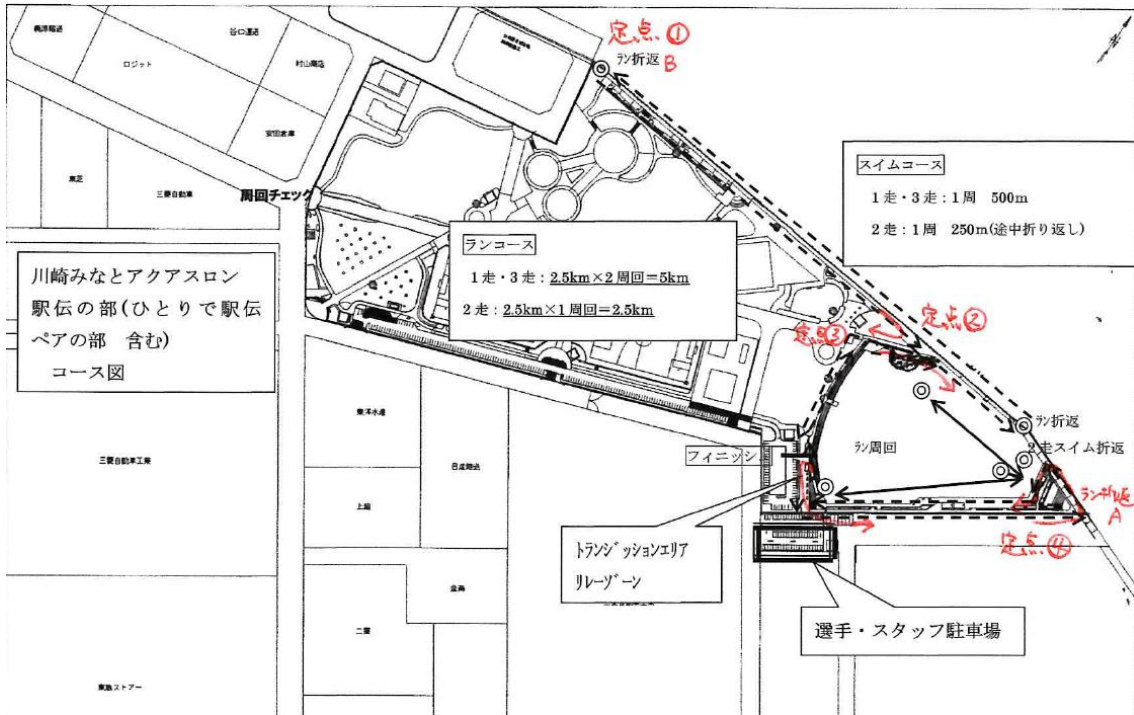 定点①
ラン折返 B
谷口運送
ロジット
村山商店
安田倉庫
東芝
三菱自動車
周回チェック
スイムコース
1走・3走：1周 500m
2走：1周 250m(途中折り返し)
ランコース
1走・3走：2.5km×2周回＝5km
2走：2.5km×1周回＝2.5km
川崎みなとアクアスロン
駅伝の部(ひとりで駅伝
ペアの部 含む)
コース図
定点②
定点③
東洋水産
三菱自動車工業
日産陸送
上組
フィニッシ
ラン周回
ラン折返
2走スイム折返
ラン折返
A
定点④
トランジッションエリア
リレーゾーン
選手・スタッフ駐車場
東急ストアー